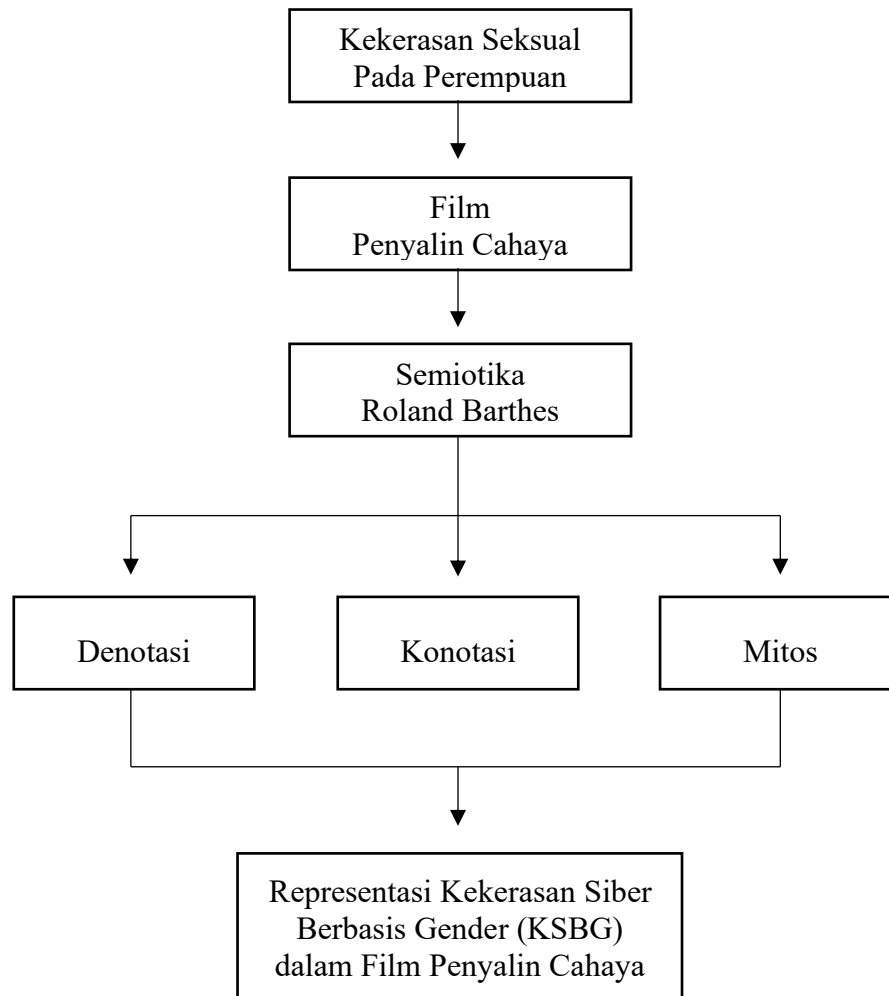 Kekerasan Seksual
Pada Perempuan
Film
Penyalin Cahaya
Semiotika
Roland Barthes
Denotasi
Konotasi
Mitos
Representasi Kekerasan Siber
Berbasis Gender (KSBG)
dalam Film Penyalin Cahaya